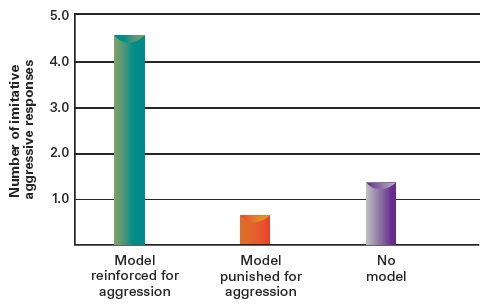 Number of imitative
aggressive responses
5.0
4.0
3.0
2.0
1.0
Model
reinforced for
aggression
Model
punished for
aggression
No
model